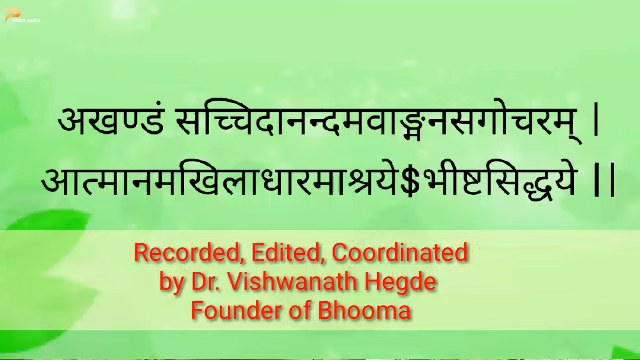 अखण्डं सच्चिदानन्दमवाङ्मनसगोचरम् |
आत्मानमखिलाधारमाश्रये$भीष्टसिद्धये ||
Recorded, Edited, Coordinated
by Dr. Vishwanath Hegde
Founder of Bhooma